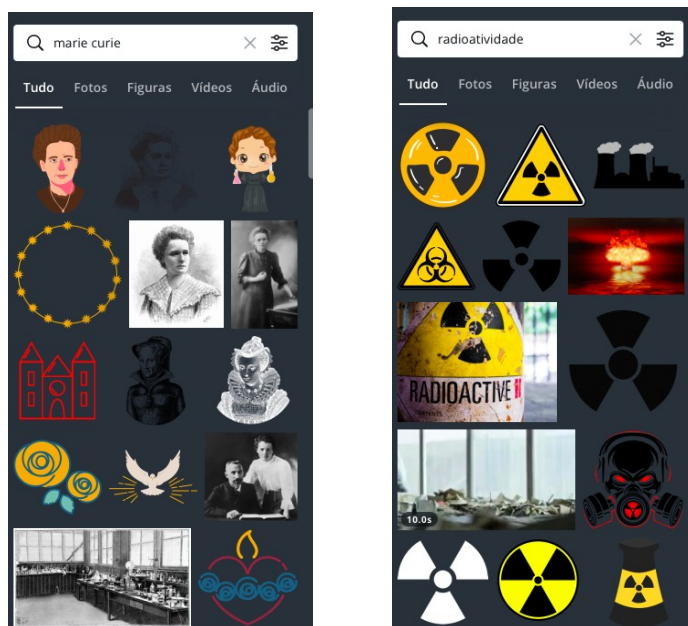 marie curie
Tudo Fotos Figuras Vídeos Áudio
radioatividade
Tudo Fotos Figuras Vídeos Áudio
RADIOACTIVE
10.0s